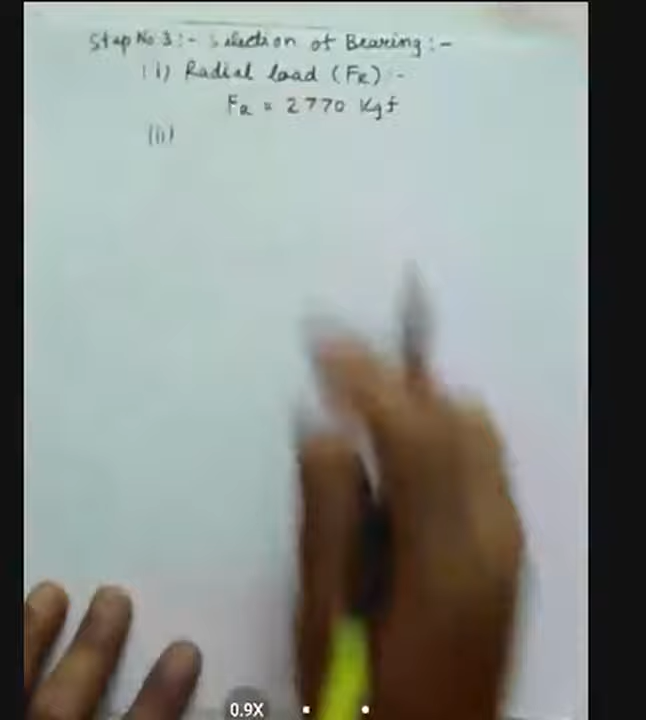 Step No 3:- Selection of Bearing :-
(i) Radial load (FR) :-
FR = 2770 Kgf
(ii)
0.9X